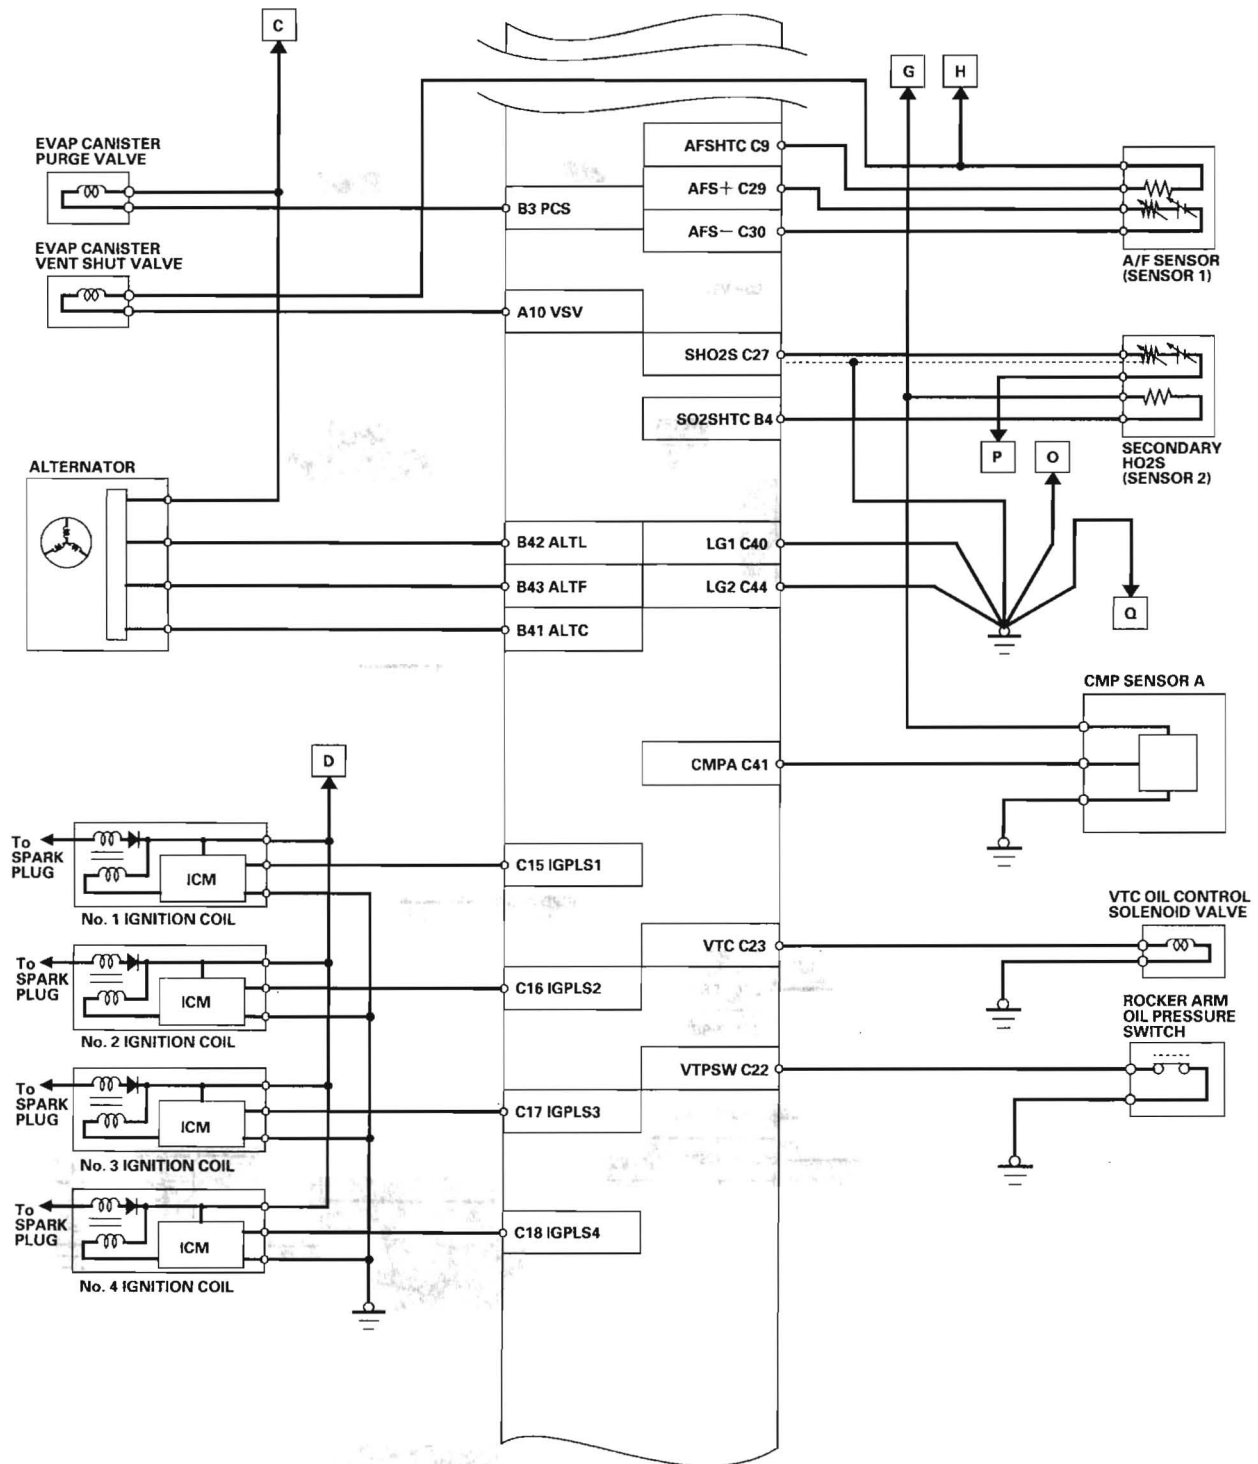 C
G
H
EVAP CANISTER
PURGE VALVE
AFSHTC C9
AFS+ C29
B3 PCS
AFS− C30
EVAP CANISTER
VENT SHUT VALVE
A/F SENSOR
(SENSOR 1)
A10 VSV
SHO2S C27
SO2SHTC B4
SECONDARY
HO2S
(SENSOR 2)
P
O
ALTERNATOR
B42 ALTL
LG1 C40
B43 ALTF
LG2 C44
Q
B41 ALTC
CMP SENSOR A
CMPA C41
D
To
SPARK
PLUG
ICM
C15 IGPLS1
No. 1 IGNITION COIL
VTC OIL CONTROL
SOLENOID VALVE
VTC C23
To
SPARK
PLUG
ICM
C16 IGPLS2
No. 2 IGNITION COIL
ROCKER ARM
OIL PRESSURE
SWITCH
VTPSW C22
To
SPARK
PLUG
ICM
C17 IGPLS3
No. 3 IGNITION COIL
To
SPARK
PLUG
ICM
C18 IGPLS4
No. 4 IGNITION COIL